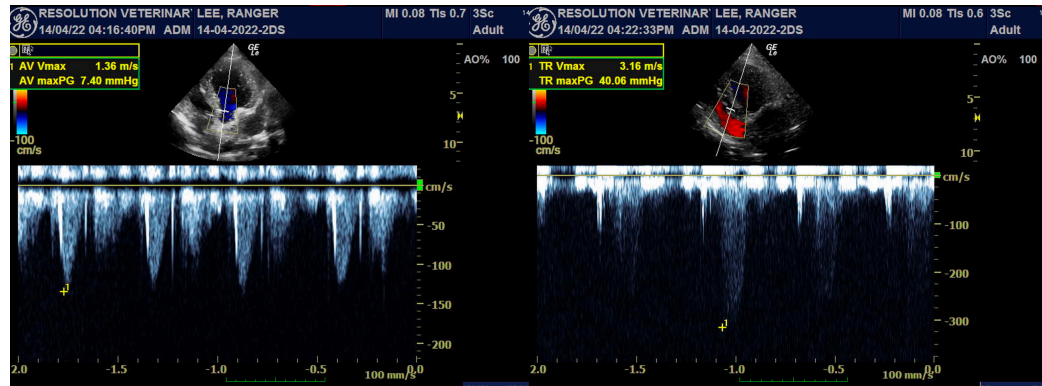 RESOLUTION VETERINAR LEE, RANGER MI 0.08 TIs 0.7 3Sc
14/04/22 04:16:40PM ADM 14-04-2022-2DS Adult
1 AV Vmax 1.36 m/s
AV maxPG 7.40 mmHg
AO% 100
5
10
-100
cm/s
cm/s
-50
-100
-150
-200
1
2.0 -1.5 -1.0 -0.5 0.0
100 mm/s
RESOLUTION VETERINAR LEE, RANGER MI 0.08 TIs 0.6 3Sc
14/04/22 04:22:33PM ADM 14-04-2022-2DS Adult
1 TR Vmax 3.16 m/s
TR maxPG 40.06 mmHg
AO% 100
5
10
-100
cm/s
cm/s
-100
-200
-300
1
-2.0 -1.5 -1.0 -0.5 0.0
100 mm/s